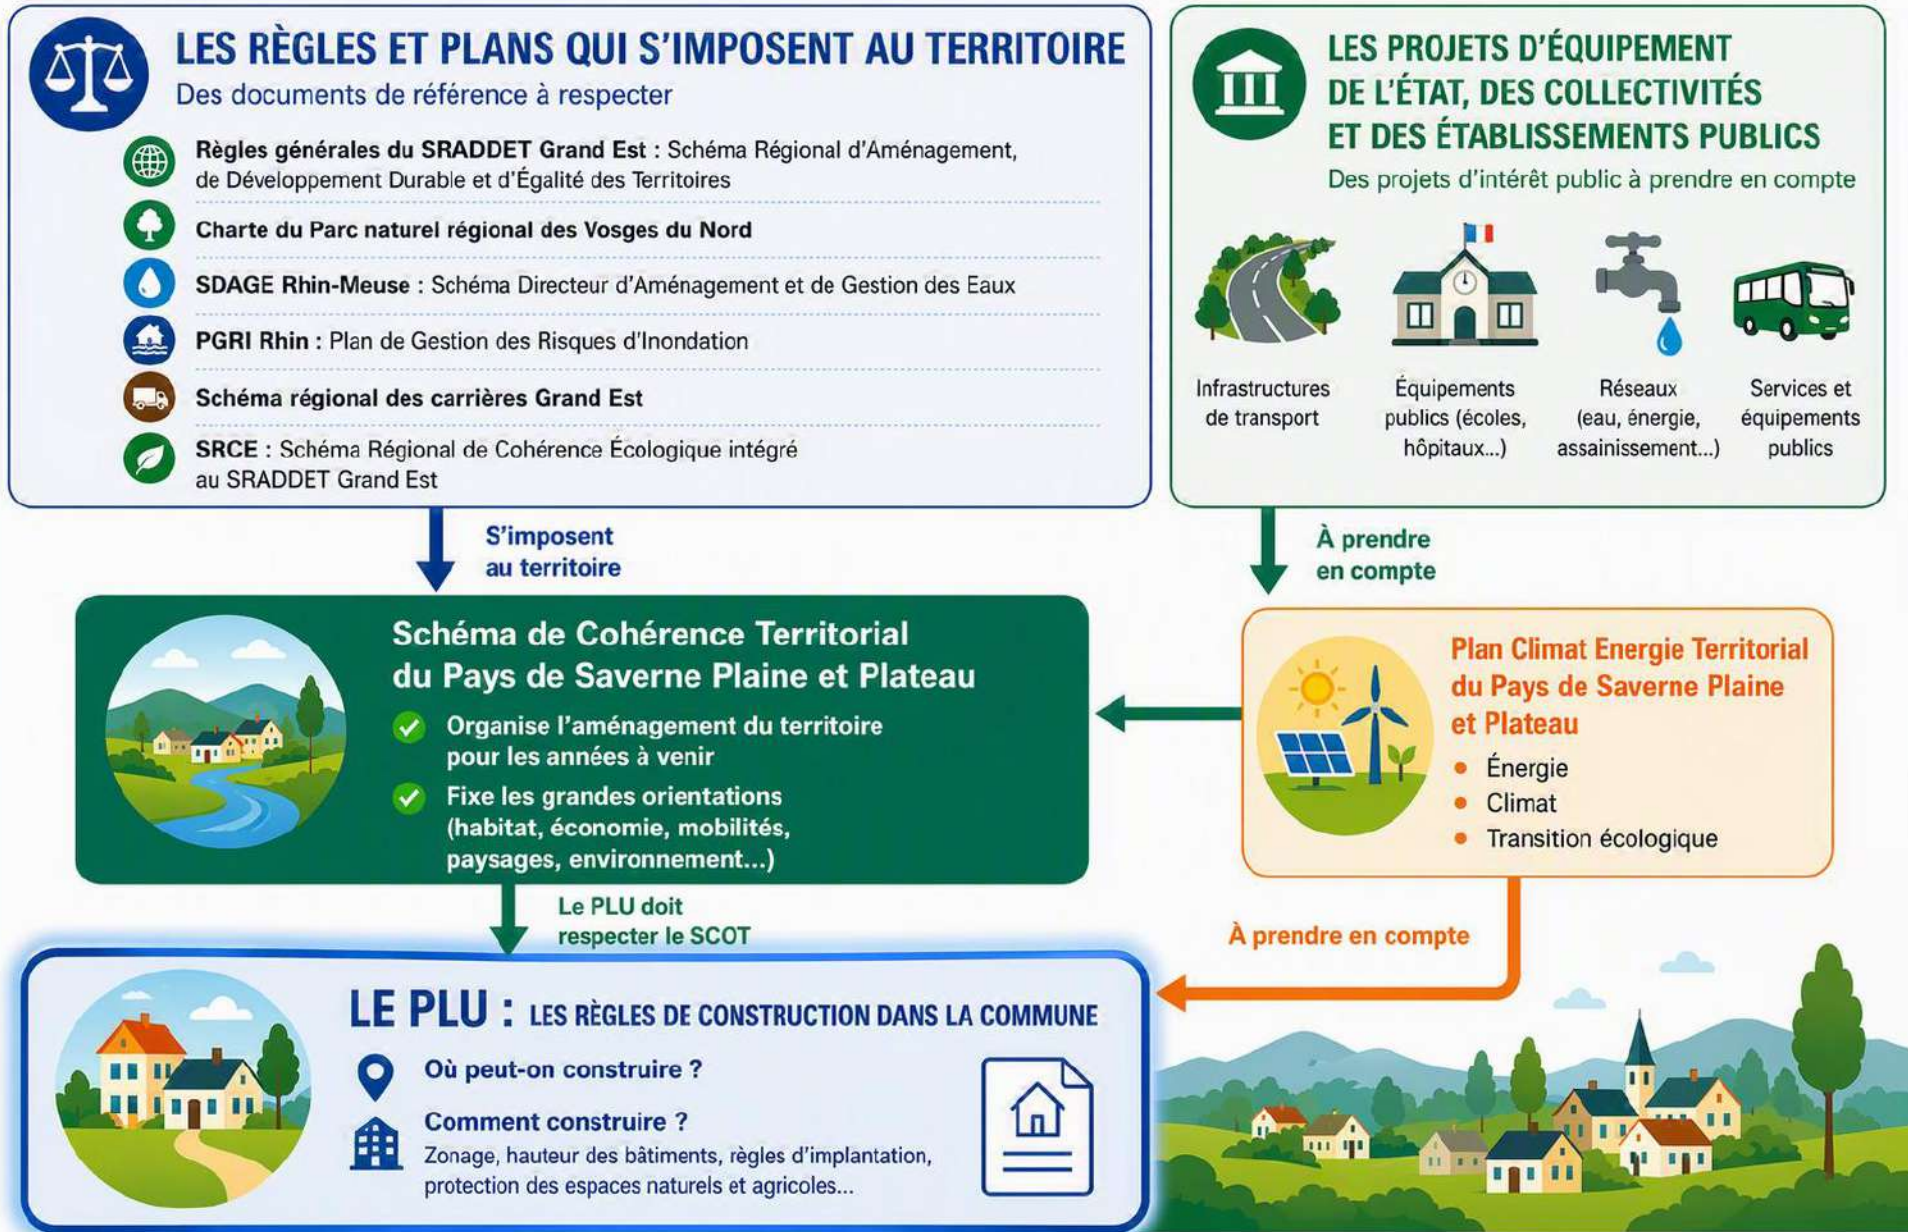 LES RÈGLES ET PLANS QUI S'IMPOSENT AU TERRITOIRE
Des documents de référence à respecter
Règles générales du SRADDET Grand Est : Schéma Régional d'Aménagement,
de Développement Durable et d'Égalité des Territoires
Charte du Parc naturel régional des Vosges du Nord
SDAGE Rhin-Meuse : Schéma Directeur d'Aménagement et de Gestion des Eaux
PGRI Rhin : Plan de Gestion des Risques d'Inondation
Schéma régional des carrières Grand Est
SRCE : Schéma Régional de Cohérence Écologique intégré
au SRADDET Grand Est
LES PROJETS D'ÉQUIPEMENT
DE L'ÉTAT, DES COLLECTIVITÉS
ET DES ÉTABLISSEMENTS PUBLICS
Des projets d'intérêt public à prendre en compte
Infrastructures
de transport
Équipements
publics (écoles,
hôpitaux...)
Réseaux
(eau, énergie,
assainissement...)
Services et
équipements
publics
S'imposent
au territoire
À prendre
en compte
Schéma de Cohérence Territorial
du Pays de Saverne Plaine et Plateau
Organise l'aménagement du territoire
pour les années à venir
Fixe les grandes orientations
(habitat, économie, mobilités,
paysages, environnement...)
Plan Climat Energie Territorial
du Pays de Saverne Plaine
et Plateau
• Énergie
• Climat
• Transition écologique
Le PLU doit
respecter le SCOT
À prendre en compte
LE PLU : LES RÈGLES DE CONSTRUCTION DANS LA COMMUNE
Où peut-on construire ?
Comment construire ?
Zonage, hauteur des bâtiments, règles d'implantation,
protection des espaces naturels et agricoles...